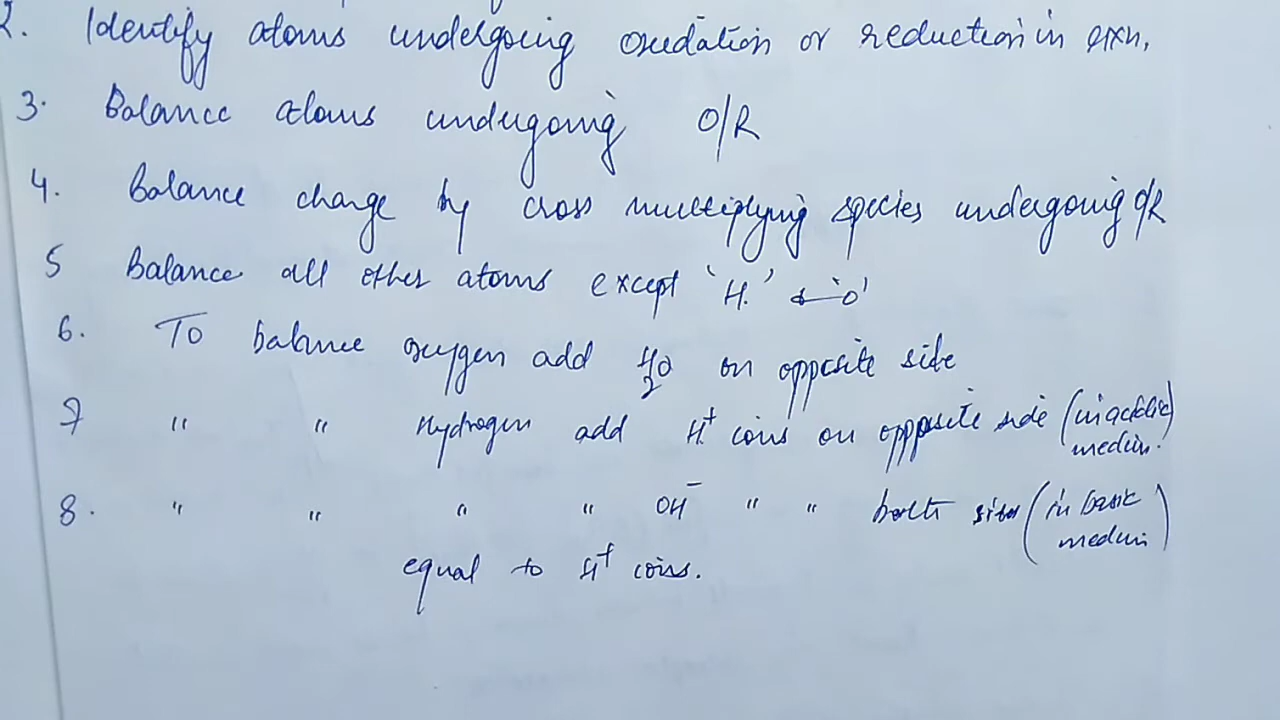 2. Identify atoms undergoing oxidation or reduction in rxn.
3. Balance atoms undergoing O/R
4. Balance change by cross multiplying species undergoing O/R
5 Balance all other atoms except 'H' & 'O'
6. To balance oxygen add H2O on opposite side
7 " " Hydrogen add H+ ions on opposite side (in acidic medium.)
8. " " " " OH- " " both sides (in basic medium)
equal to H+ ions.